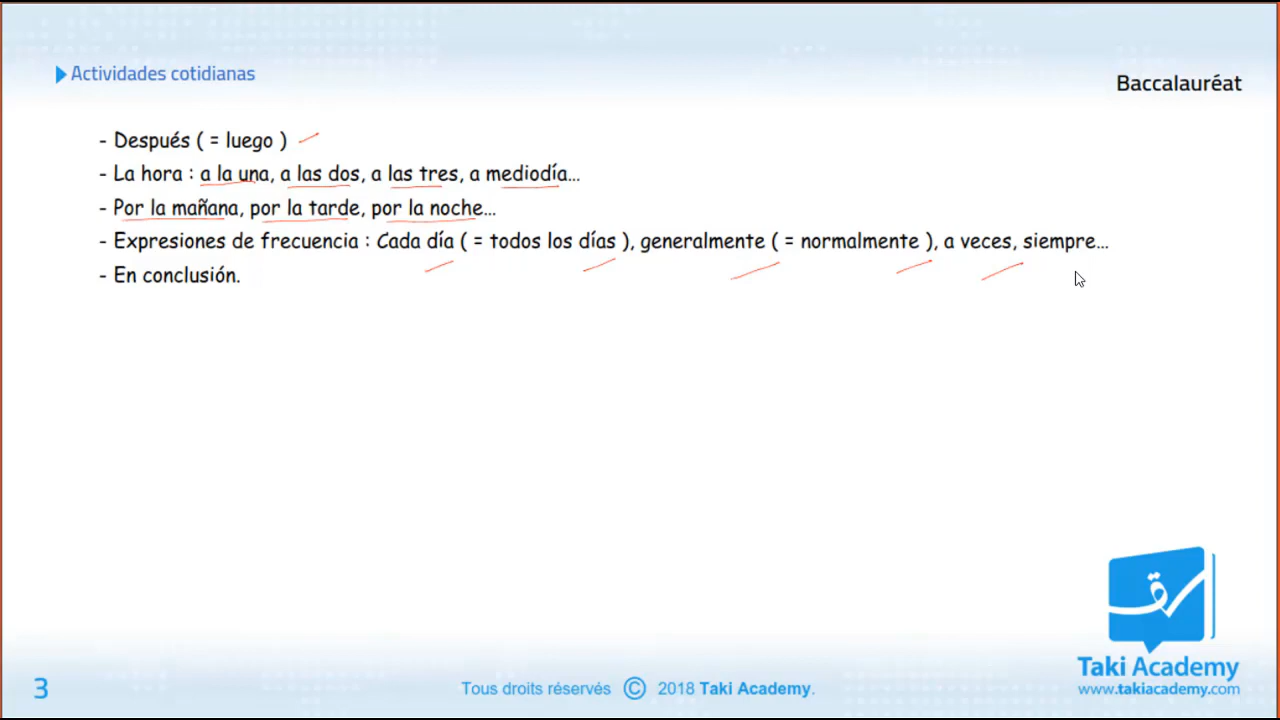 Actividades cotidianas
Baccalauréat
- Después ( = luego )
- La hora : a la una, a las dos, a las tres, a mediodía...
- Por la mañana, por la tarde, por la noche...
- Expresiones de frecuencia : Cada día ( = todos los días ), generalmente ( = normalmente ), a veces, siempre...
- En conclusión.
Taki Academy
www.takiacademy.com
3
Tous droits réservés © 2018 Taki Academy.